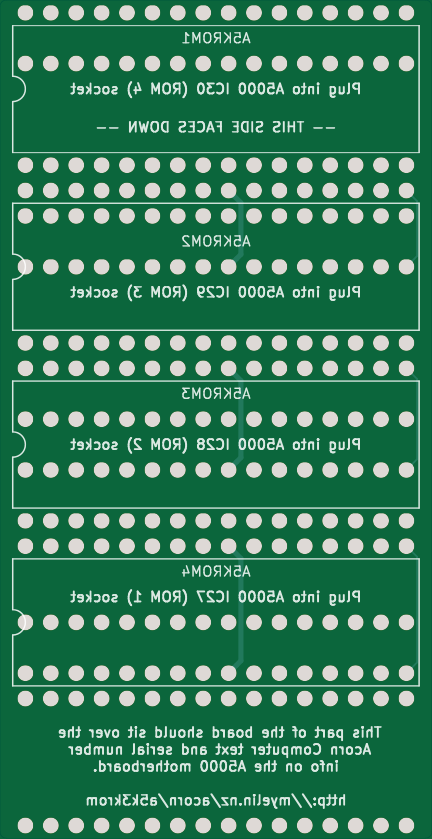 A5KROM1
Plug into A5000 IC30 (ROM 4) socket
-- THIS SIDE FACES DOWN --
A5KROM2
Plug into A5000 IC29 (ROM 3) socket
A5KROM3
Plug into A5000 IC28 (ROM 2) socket
A5KROM4
Plug into A5000 IC27 (ROM 1) socket
This part of the board should sit over the
Acorn Computer text and serial number
info on the A5000 motherboard.
http://myelin.nz/acorn/a5k3krom